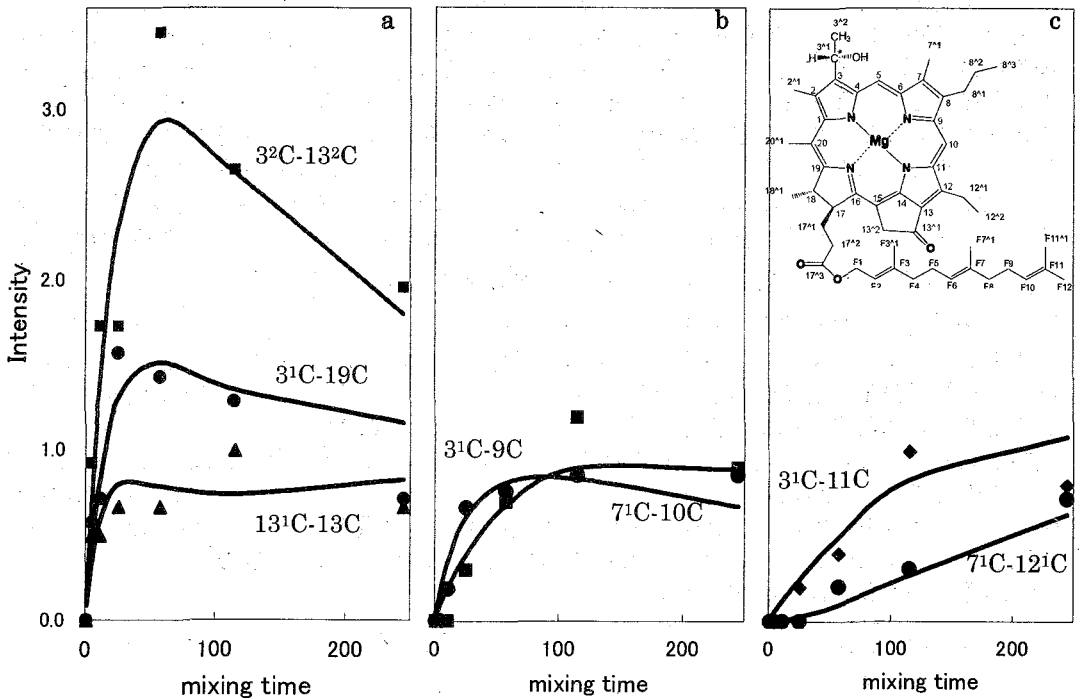 a
b
c
3.0
2.0
1.0
0.0
Intensity
3²C-13²C
3¹C-19C
13¹C-13C
0
100
200
mixing time
3¹C-9C
7¹C-10C
0
100
200
mixing time
3¹C-11C
7¹C-12¹C
0
100
200
mixing time
3^2
CH3
3^1
H
*
OH
7^1
8^2
8^3
8^1
2^1
2
3
4
5
6
7
8
1
N
N
9
20^1
20
Mg
10
19
N
N
11
18^1
18
16
15
14
12
12^1
17
13
12^2
17^1
13^2
13^1
O
17^2
F3^1
F7^1
F11^1
O
17^3
O
F1
F2
F3
F4
F5
F6
F7
F8
F9
F10
F11
F12